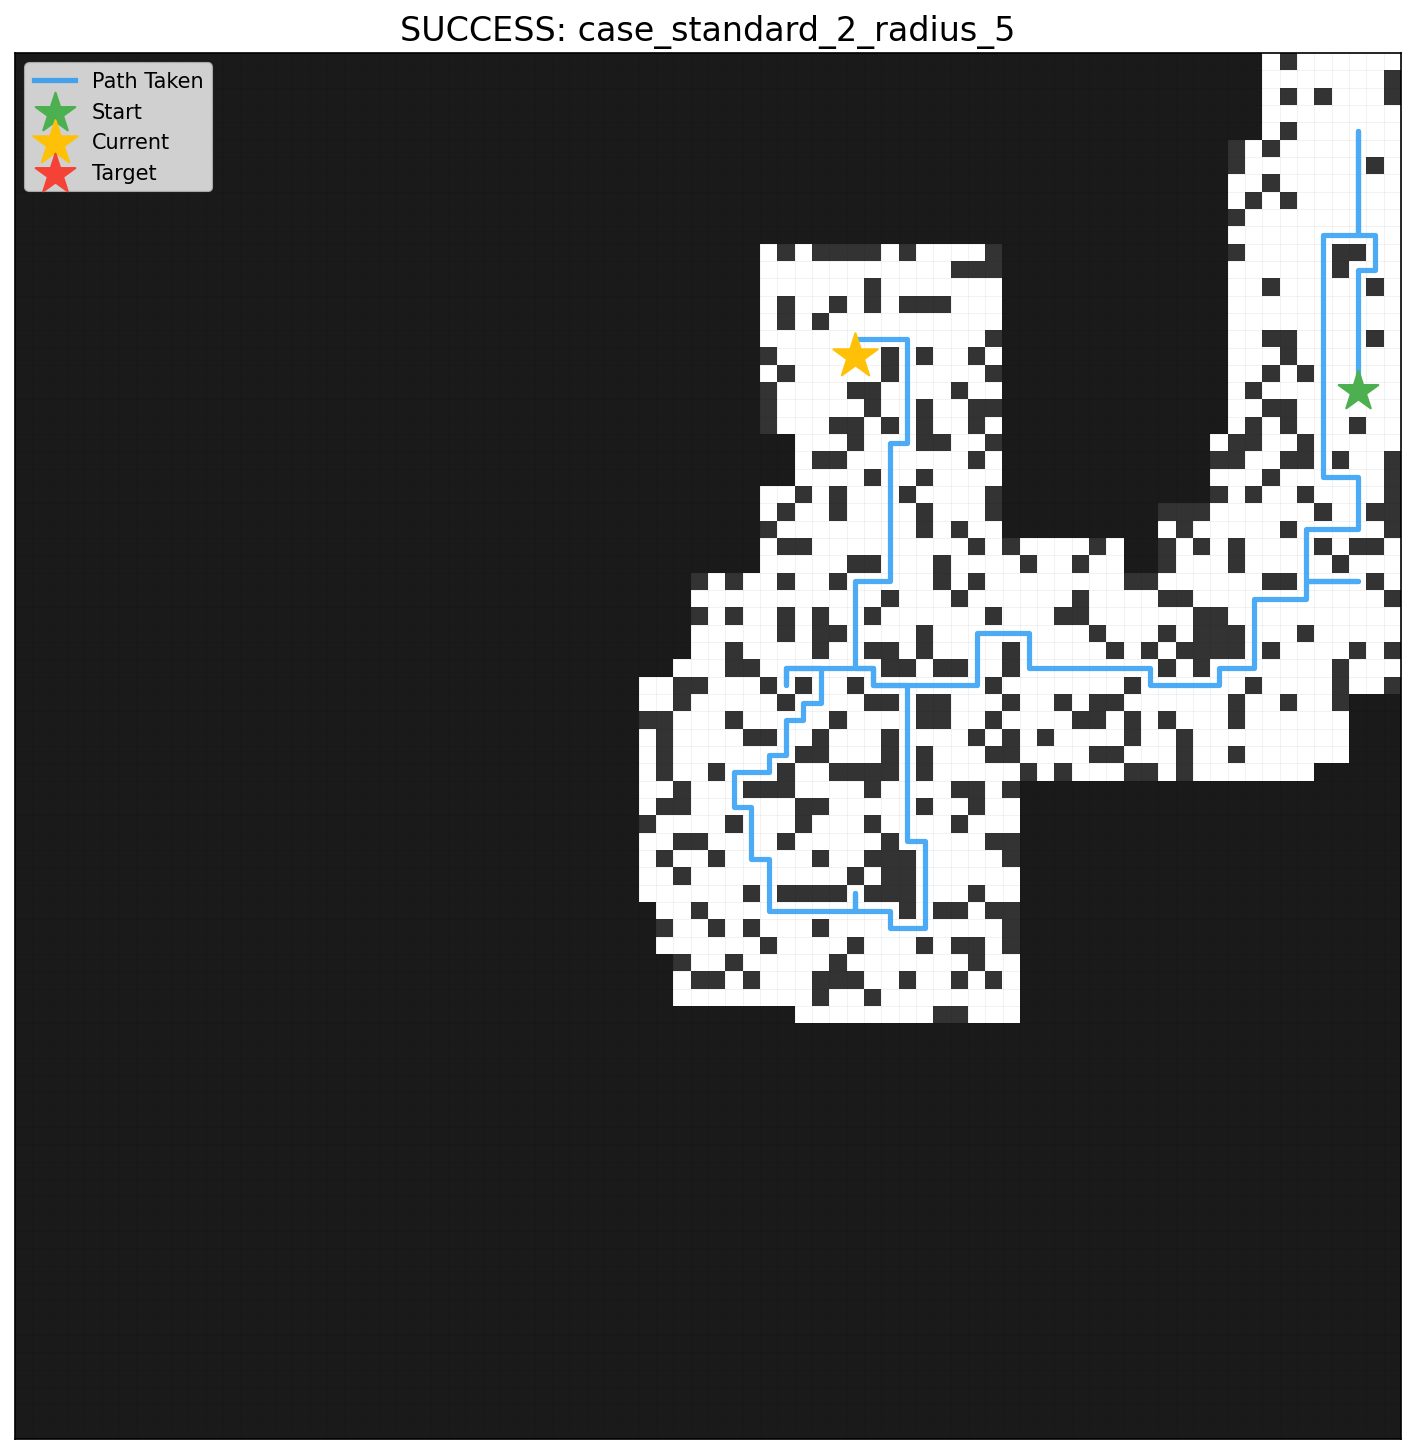 SUCCESS: case_standard_2_radius_5
Path Taken
Start
Current
Target